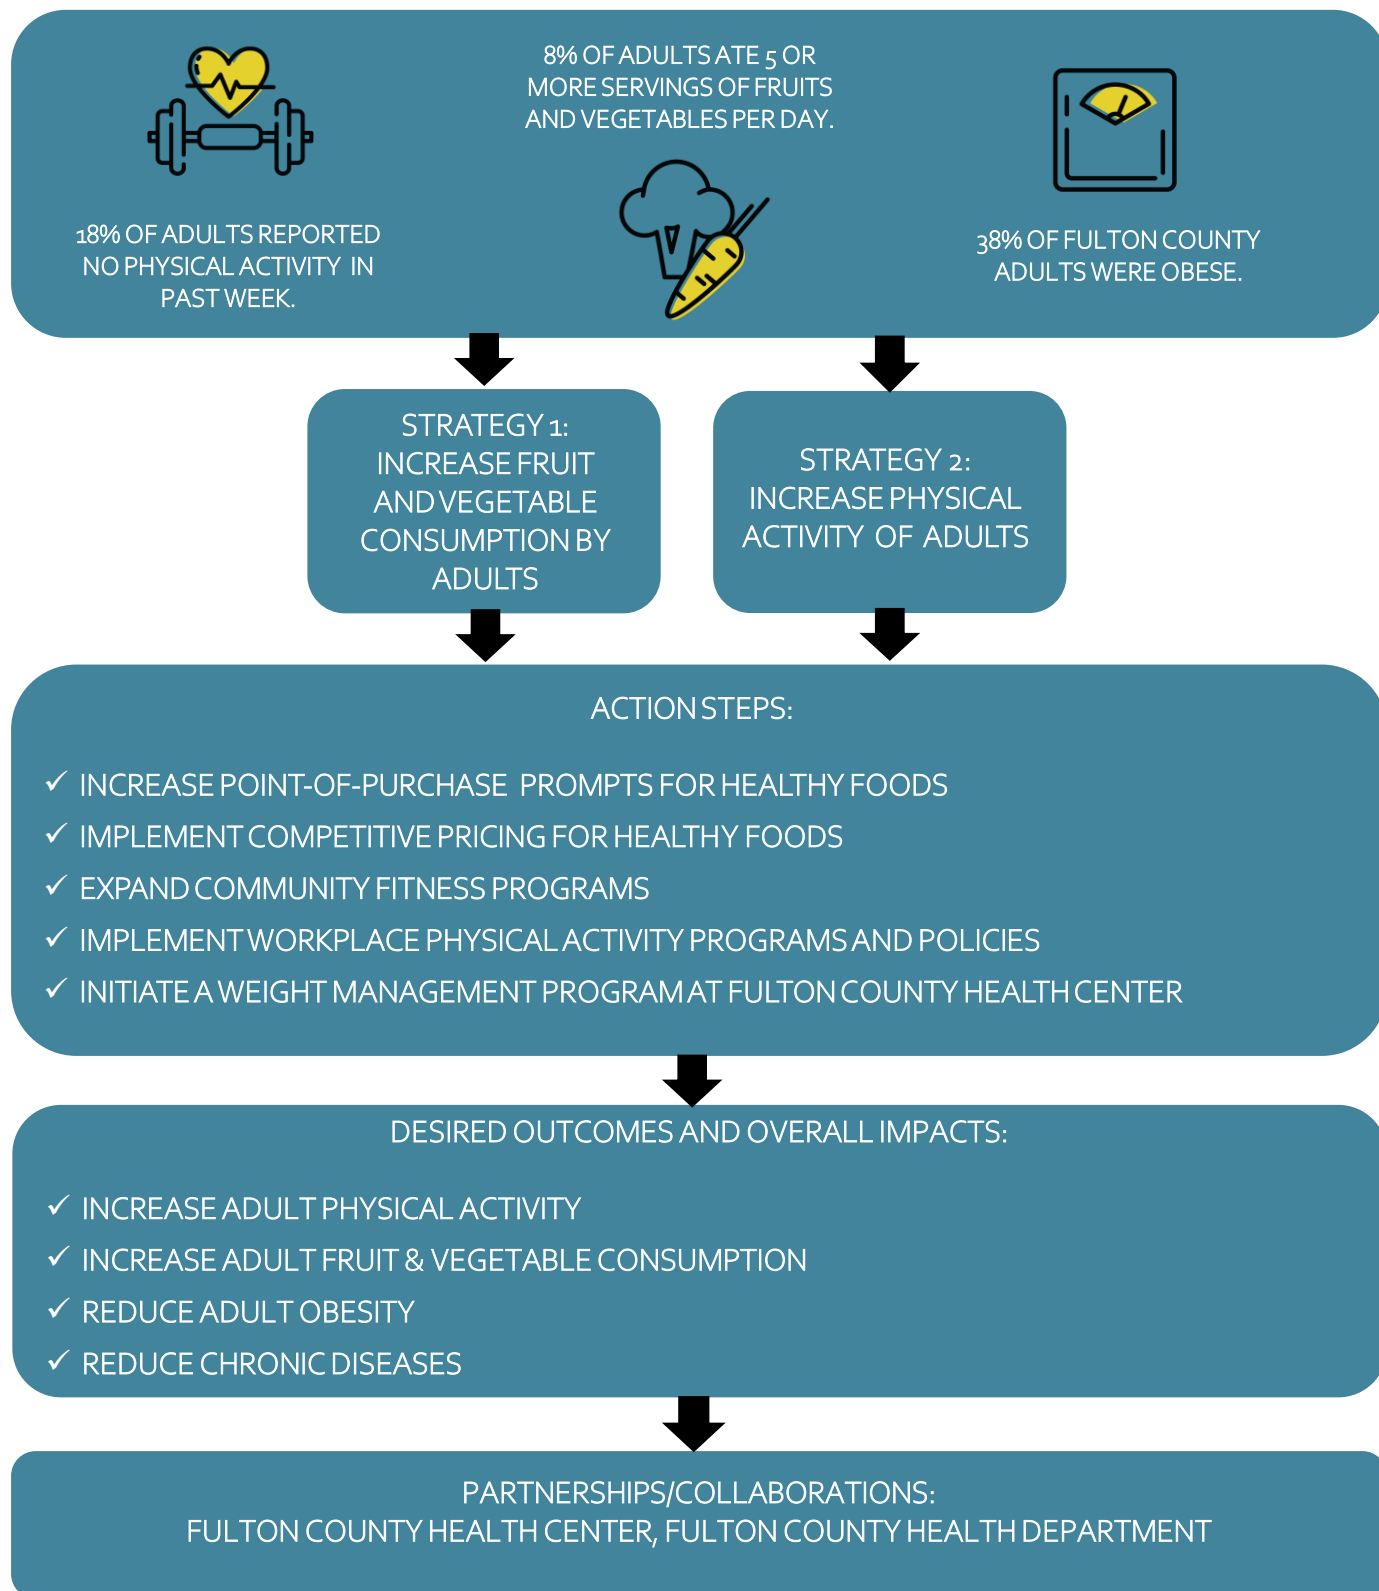 18% OF ADULTS REPORTED
NO PHYSICAL ACTIVITY IN
PAST WEEK.
8% OF ADULTS ATE 5 OR
MORE SERVINGS OF FRUITS
AND VEGETABLES PER DAY.
38% OF FULTON COUNTY
ADULTS WERE OBESE.
STRATEGY 1:
INCREASE FRUIT
AND VEGETABLE
CONSUMPTION BY
ADULTS
STRATEGY 2:
INCREASE PHYSICAL
ACTIVITY OF ADULTS
ACTION STEPS:
✓ INCREASE POINT-OF-PURCHASE PROMPTS FOR HEALTHY FOODS
✓ IMPLEMENT COMPETITIVE PRICING FOR HEALTHY FOODS
✓ EXPAND COMMUNITY FITNESS PROGRAMS
✓ IMPLEMENT WORKPLACE PHYSICAL ACTIVITY PROGRAMS AND POLICIES
✓ INITIATE A WEIGHT MANAGEMENT PROGRAM AT FULTON COUNTY HEALTH CENTER
DESIRED OUTCOMES AND OVERALL IMPACTS:
✓ INCREASE ADULT PHYSICAL ACTIVITY
✓ INCREASE ADULT FRUIT & VEGETABLE CONSUMPTION
✓ REDUCE ADULT OBESITY
✓ REDUCE CHRONIC DISEASES
PARTNERSHIPS/COLLABORATIONS:
FULTON COUNTY HEALTH CENTER, FULTON COUNTY HEALTH DEPARTMENT